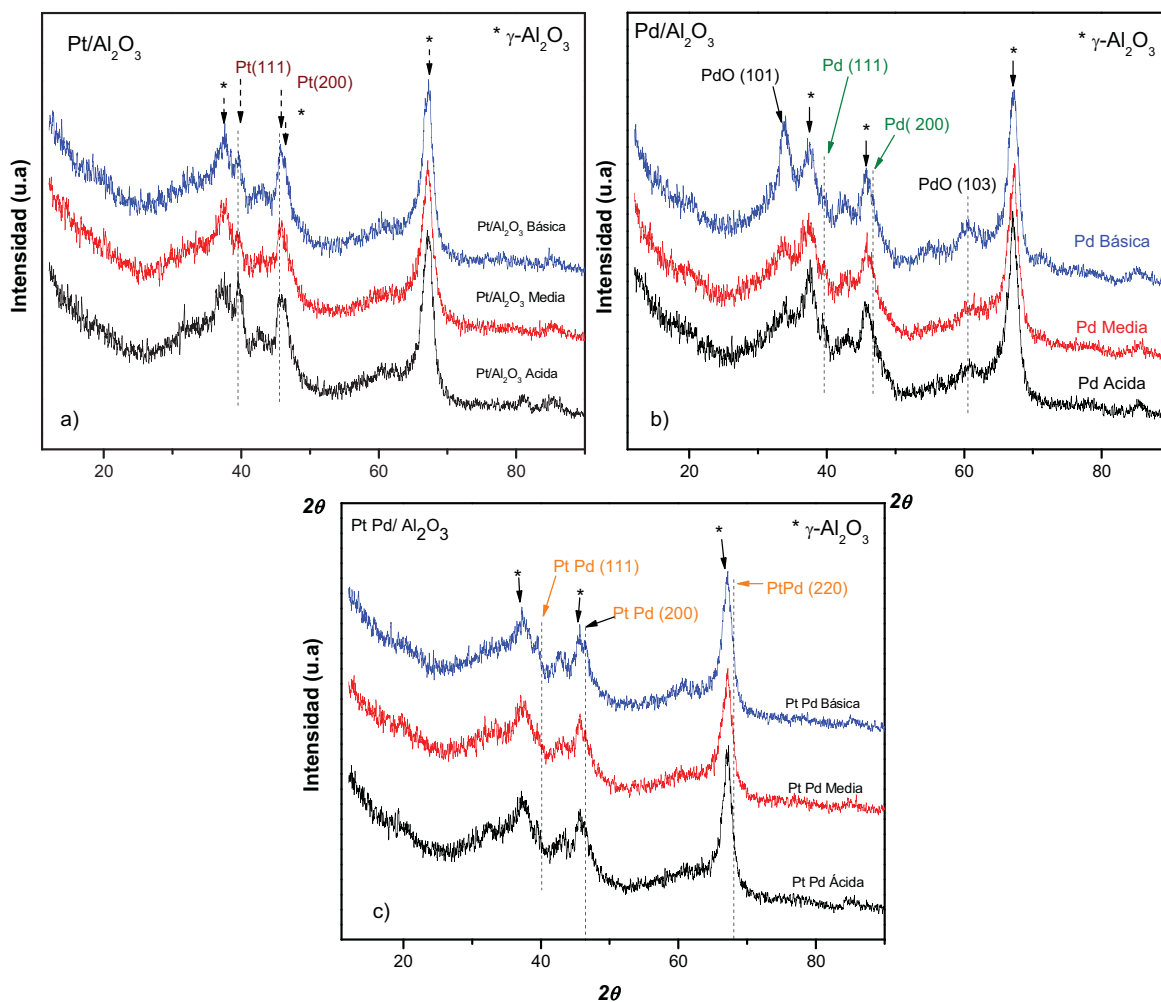 Pt/Al₂O₃
* γ-Al₂O₃
*
Pt(111)
*
Pt(200)
*
Intensidad (u.a)
Pt/Al₂O₃ Básica
Pt/Al₂O₃ Media
Pt/Al₂O₃ Acida
a)
20 40 60 80
2θ
Pd/Al₂O₃
* γ-Al₂O₃
Pd (111)
*
PdO (101)
*
*
Pd( 200)
PdO (103)
Intensidad (u.a)
Pd Básica
Pd Media
Pd Acida
b)
20 40 60 80
2θ
Pt Pd/ Al₂O₃
* γ-Al₂O₃
*
Pt Pd (111)
*
PtPd (220)
*
Pt Pd (200)
Intensidad (u.a)
Pt Pd Básica
Pt Pd Media
Pt Pd Ácida
c)
20 40 60 80
2θ